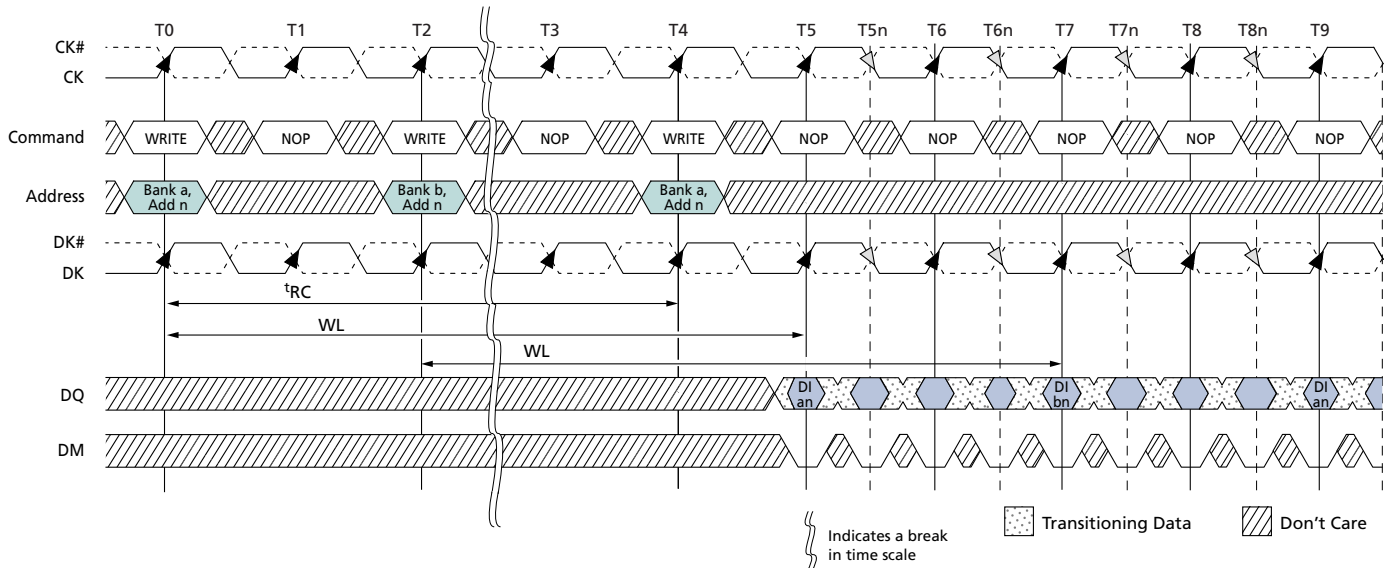 T0 T1 T2 T3 T4 T5 T5n T6 T6n T7 T7n T8 T8n T9
CK#
CK
Command WRITE NOP WRITE NOP WRITE NOP NOP NOP NOP NOP
Address Bank a, Add n Bank b, Add n Bank a, Add n
DK#
DK
tRC
WL
WL
DQ DI an DI bn DI an
DM
Indicates a break
in time scale
Transitioning Data
Don't Care